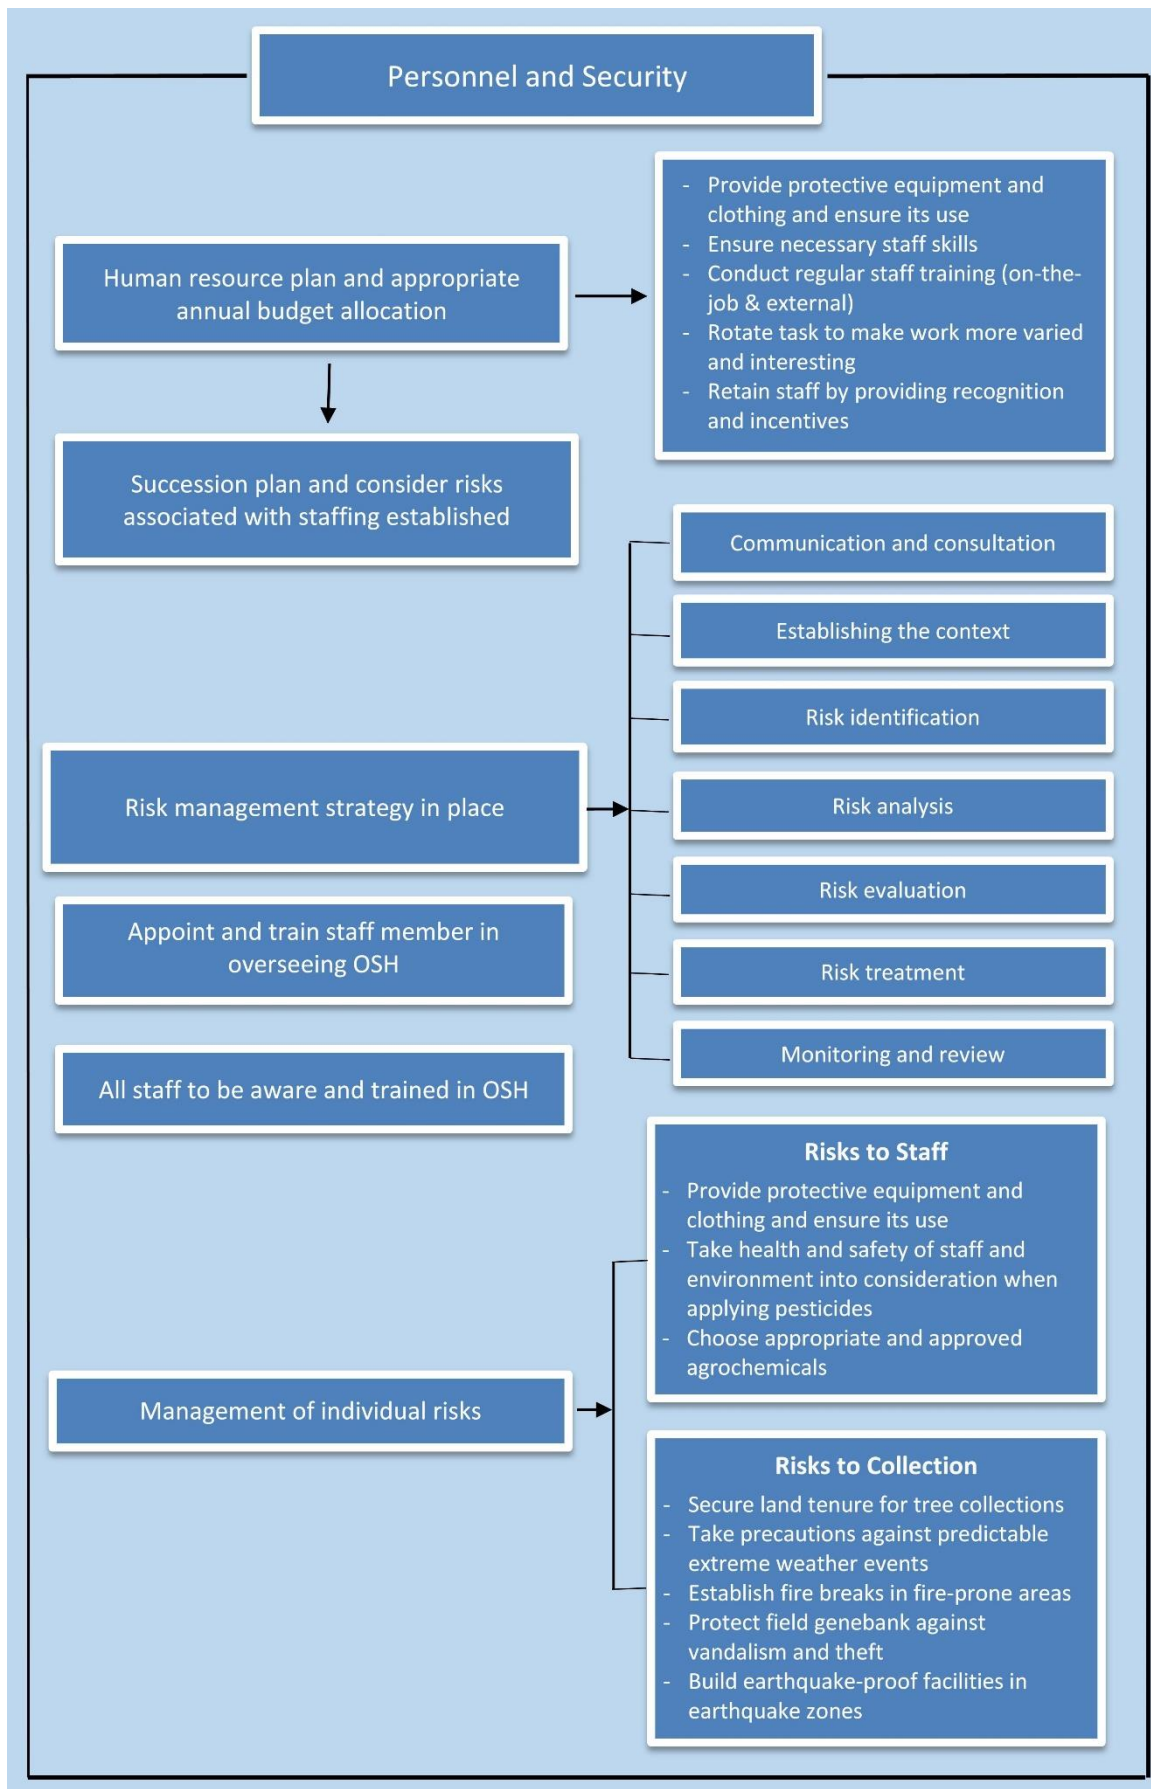 Personnel and Security
Human resource plan and appropriate
annual budget allocation
- Provide protective equipment and
clothing and ensure its use
- Ensure necessary staff skills
- Conduct regular staff training (on-the-
job & external)
- Rotate task to make work more varied
and interesting
- Retain staff by providing recognition
and incentives
Succession plan and consider risks
associated with staffing established
Risk management strategy in place
Communication and consultation
Establishing the context
Risk identification
Risk analysis
Risk evaluation
Risk treatment
Monitoring and review
Appoint and train staff member in
overseeing OSH
All staff to be aware and trained in OSH
Management of individual risks
Risks to Staff
- Provide protective equipment and
clothing and ensure its use
- Take health and safety of staff and
environment into consideration when
applying pesticides
- Choose appropriate and approved
agrochemicals
Risks to Collection
- Secure land tenure for tree collections
- Take precautions against predictable
extreme weather events
- Establish fire breaks in fire-prone areas
- Protect field genebank against
vandalism and theft
- Build earthquake-proof facilities in
earthquake zones